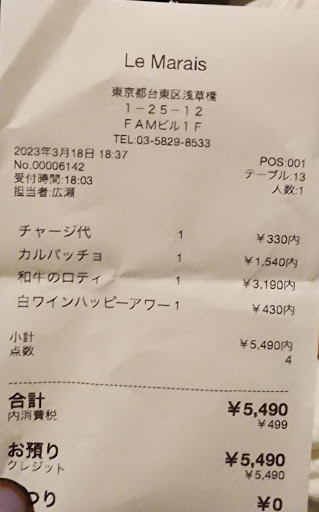 Le Marais
東京都台東区浅草橋
1-25-12
FAMビル1F
TEL:03-5829-8533
2023年3月18日 18:37 POS:001
No.00006142 テーブル:13
受付時間:18:03 人数:1
担当者:広瀬
チャージ代 1 ¥330内
カルパッチョ 1 ¥1,540内
和牛のロティ 1 ¥3,190内
白ワインハッピーアワー 1 ¥430内
小計 ¥5,490内
点数 4
合計 ¥5,490
内消費税 ¥499
お預り ¥5,490
クレジット ¥5,490
つり ¥0